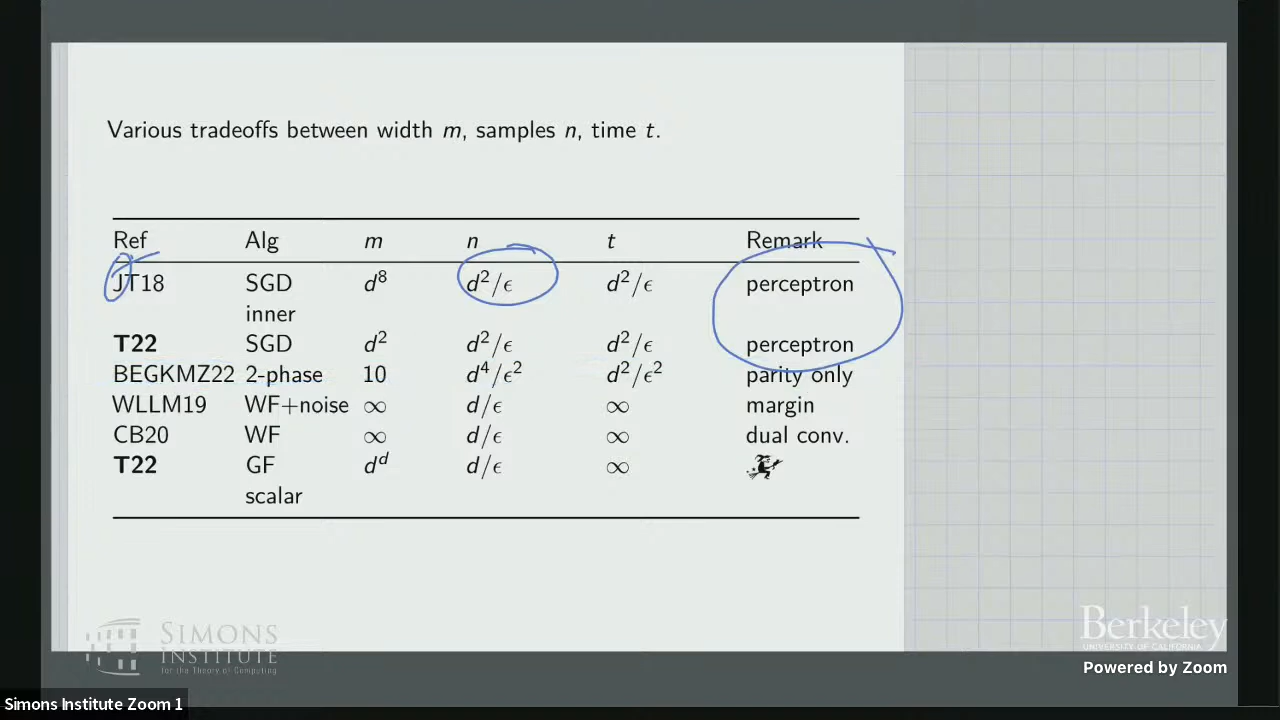 Various tradeoffs between width m, samples n, time t.
Ref Alg m n t Remark
JT18 SGD d^8 d^2/ϵ d^2/ϵ perceptron
inner
T22 SGD d^2 d^2/ϵ d^2/ϵ perceptron
BEGKMZ22 2-phase 10 d^4/ϵ^2 d^2/ϵ^2 parity only
WLLM19 WF+noise ∞ d/ϵ ∞ margin
CB20 WF ∞ d/ϵ ∞ dual conv.
T22 GF d^d d/ϵ ∞
scalar
SIMONS
INSTITUTE
for the Theory of Computing
Berkeley
UNIVERSITY OF CALIFORNIA
Powered by Zoom
Simons Institute Zoom 1